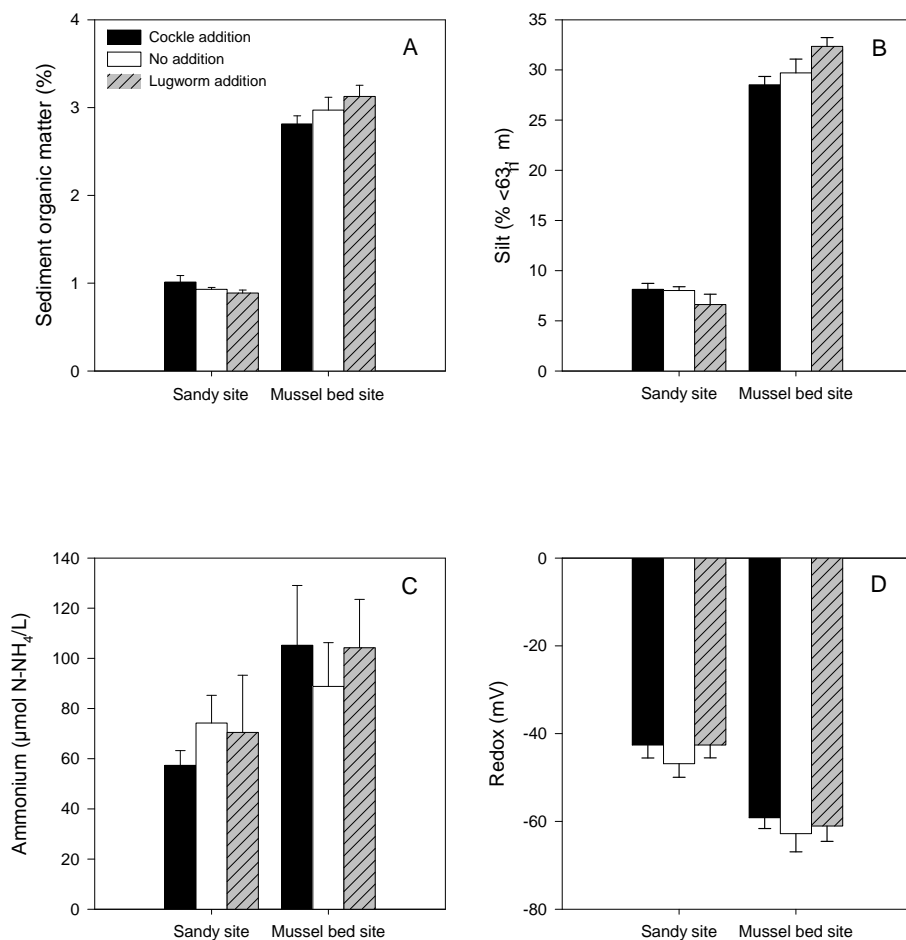 4
3
2
1
0
Sediment organic matter (%)
Cockle addition
No addition
Lugworm addition
A
Sandy site
Mussel bed site
35
30
25
20
15
10
5
0
Silt (% <63 m)
B
Sandy site
Mussel bed site
140
120
100
80
60
40
20
0
Ammonium (µmol N-NH4/L)
C
Sandy site
Mussel bed site
0
-20
-40
-60
-80
Redox (mV)
D
Sandy site
Mussel bed site